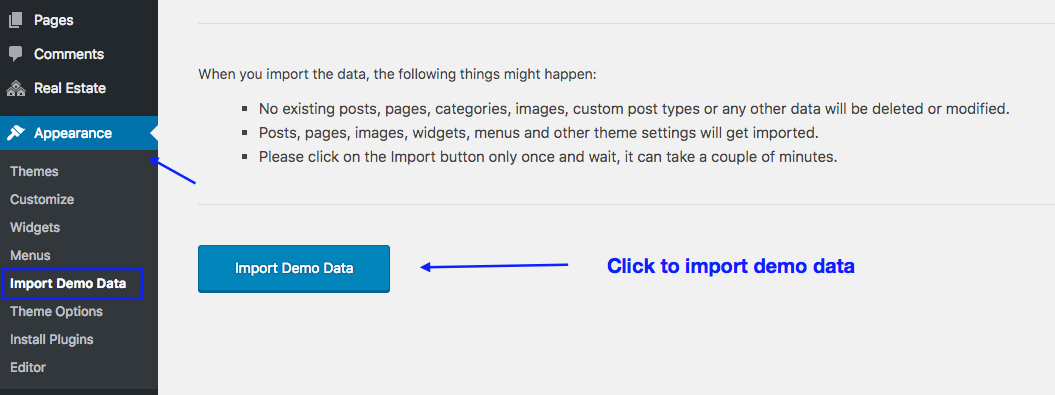 Pages
Comments
Real Estate
Appearance
Themes
Customize
Widgets
Menus
Import Demo Data
Theme Options
Install Plugins
Editor
When you import the data, the following things might happen:
No existing posts, pages, categories, images, custom post types or any other data will be deleted or modified.
Posts, pages, images, widgets, menus and other theme settings will get imported.
Please click on the Import button only once and wait, it can take a couple of minutes.
Import Demo Data
Click to import demo data